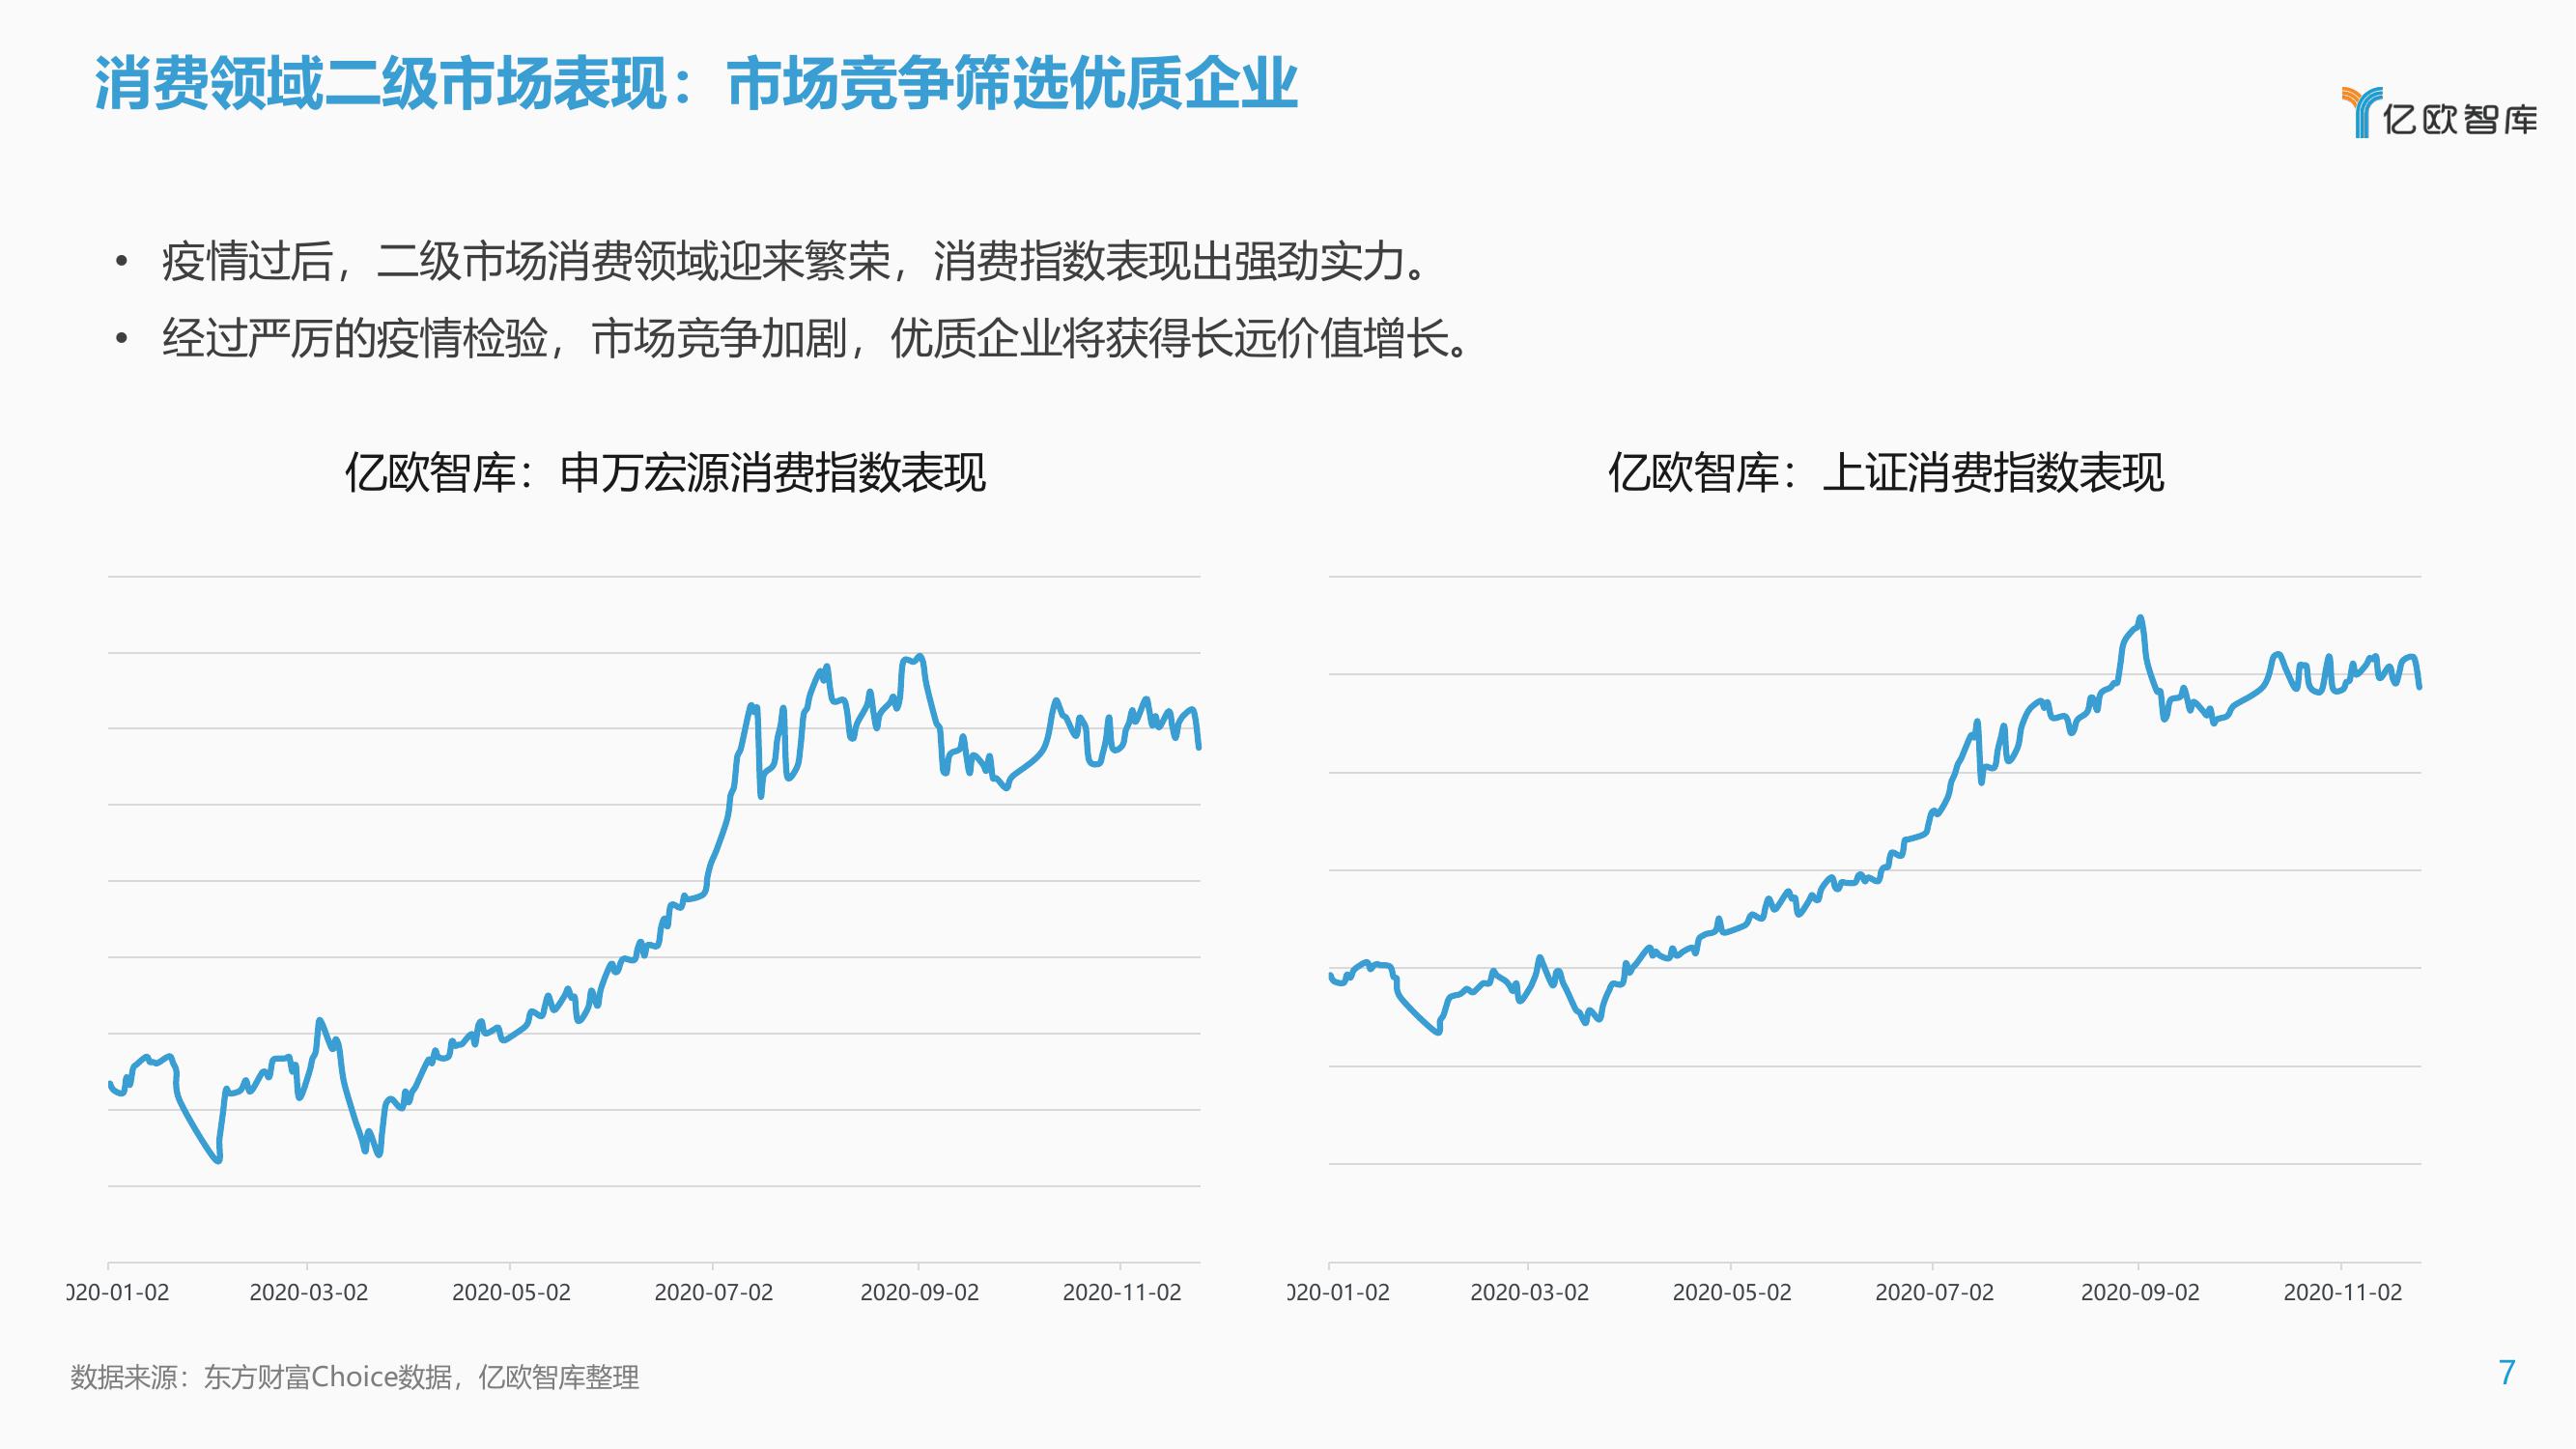 消费领域二级市场表现：市场竞争筛选优质企业
亿欧智库
• 疫情过后，二级市场消费领域迎来繁荣，消费指数表现出强劲实力。
• 经过严厉的疫情检验，市场竞争加剧，优质企业将获得长远价值增长。
亿欧智库：申万宏源消费指数表现
亿欧智库：上证消费指数表现
020-01-02 2020-03-02 2020-05-02 2020-07-02 2020-09-02 2020-11-02
020-01-02 2020-03-02 2020-05-02 2020-07-02 2020-09-02 2020-11-02
数据来源：东方财富Choice数据，亿欧智库整理
7